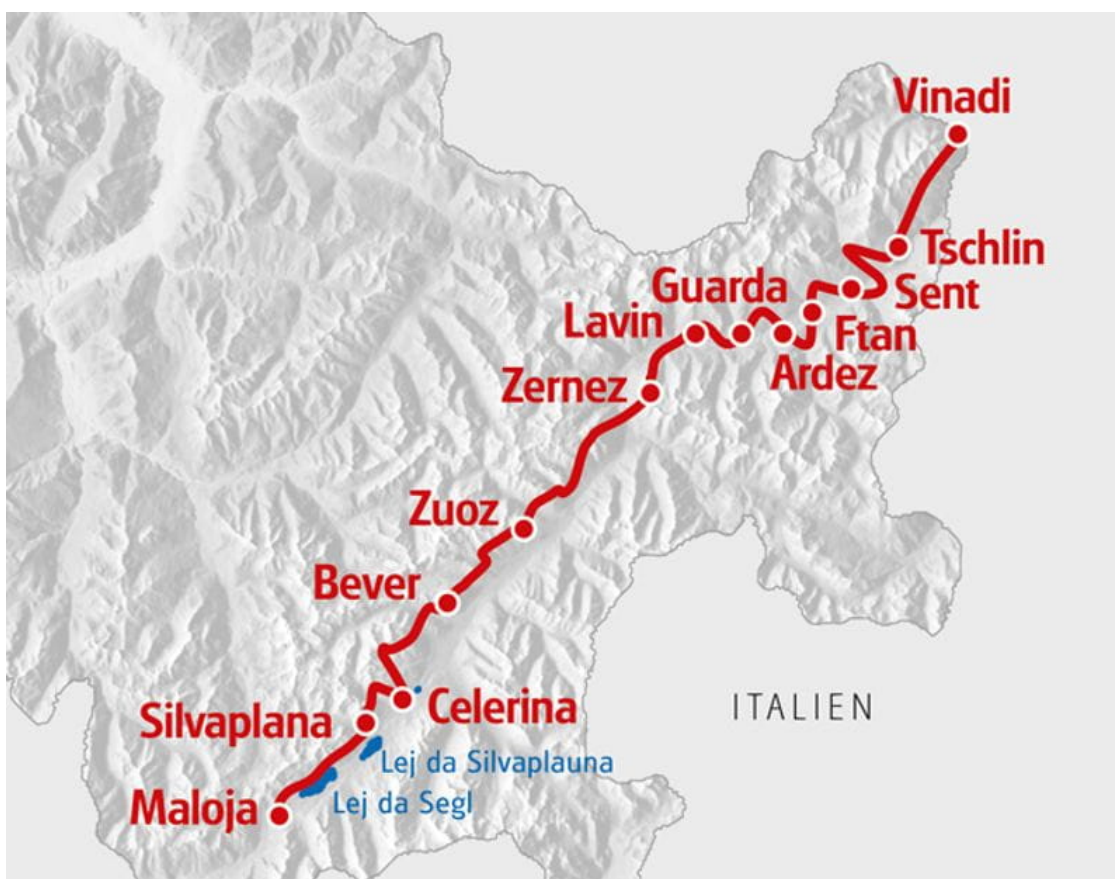 Vinadi
Tschlin
Guarda
Sent
Lavin
Ftan
Ardez
Zernez
Zuoz
Bever
ITALIEN
Silvaplana
Celerina
Lej da Silvaplauna
Maloja
Lej da Segl